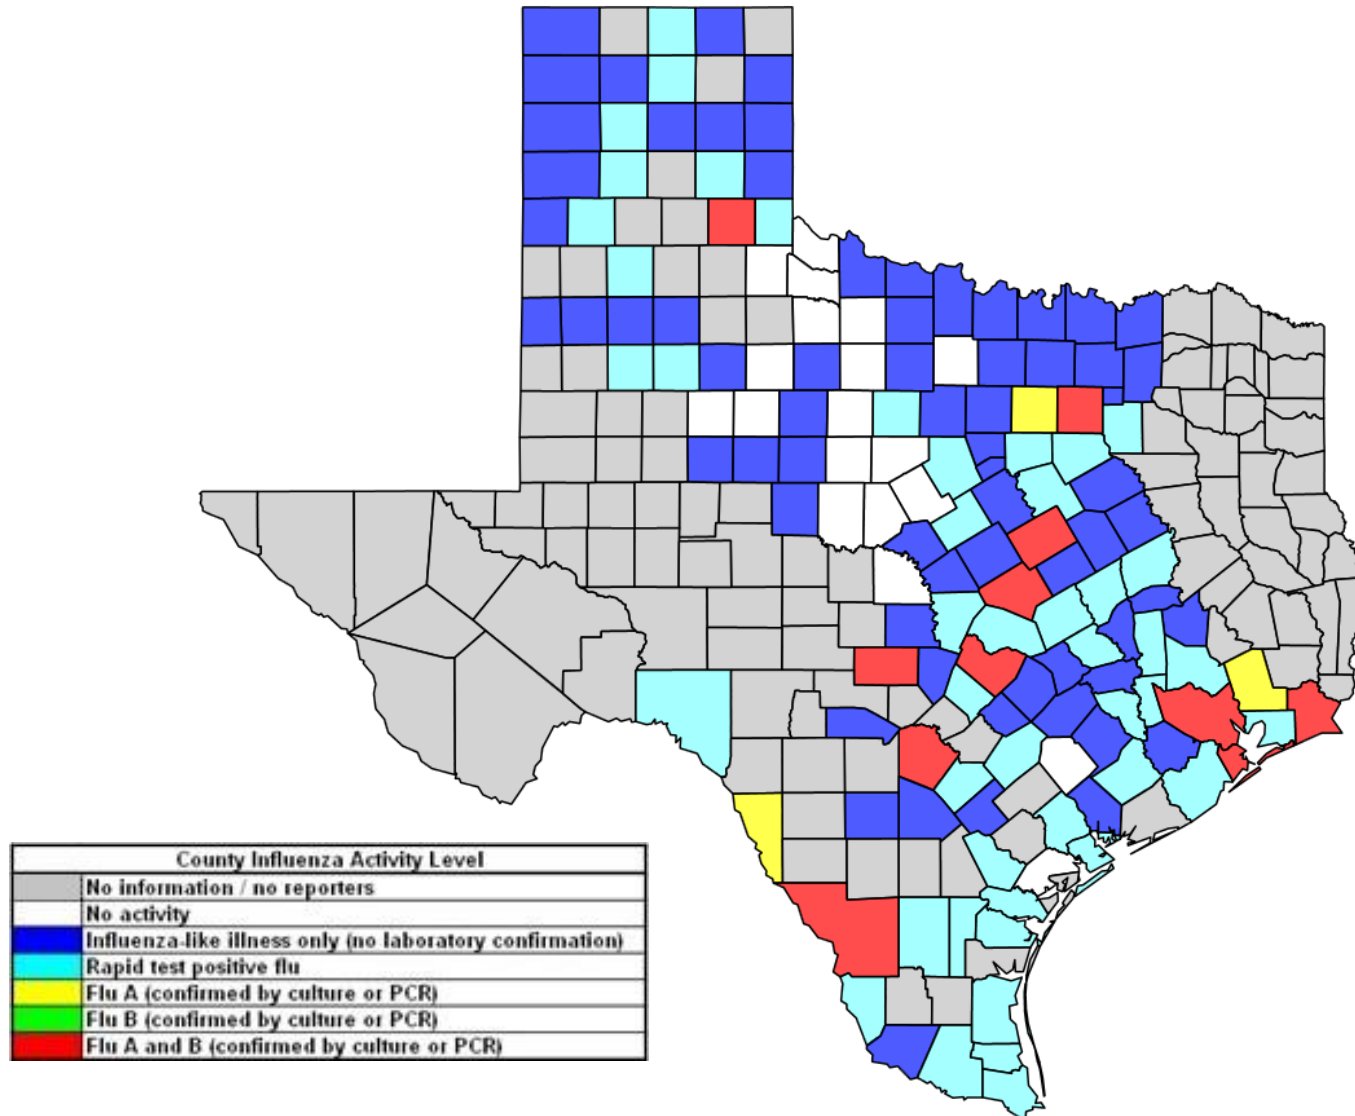 County Influenza Activity Level
No information / no reporters
No activity
Influenza-like illness only (no laboratory confirmation)
Rapid test positive flu
Flu A (confirmed by culture or PCR)
Flu B (confirmed by culture or PCR)
Flu A and B (confirmed by culture or PCR)